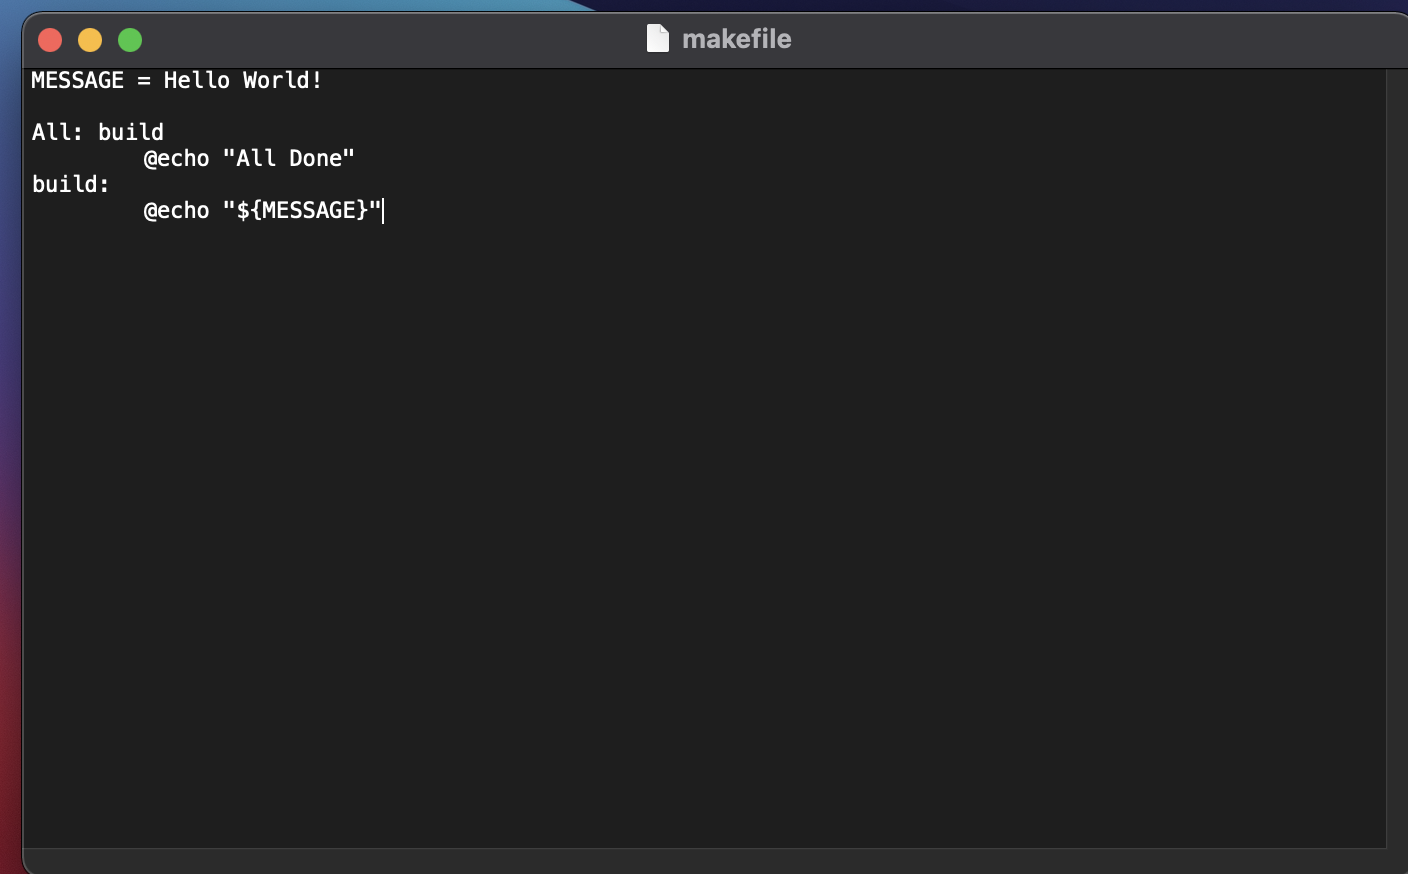 makefile
MESSAGE = Hello World!
All: build
@echo "All Done"
build:
@echo "${MESSAGE}"